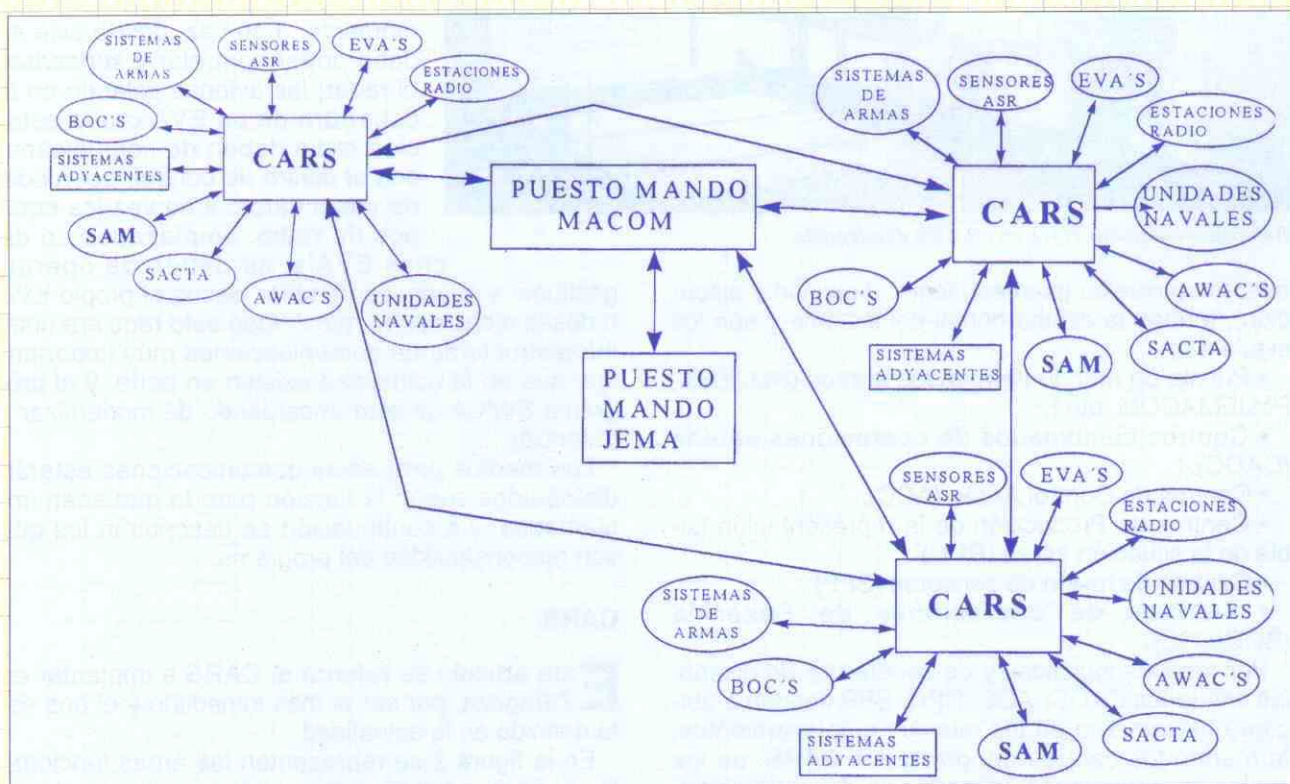 SISTEMAS
DE
ARMAS
SENSORES
ASR
EVA'S
ESTACIONES
RADIO
BOC'S
SISTEMAS
ADYACENTES
CARS
SAM
SACTA
AWAC'S
UNIDADES
NAVALES
PUESTO MANDO
MACOM
PUESTO
MANDO
JEMA
SISTEMAS
DE
ARMAS
SENSORES
ASR
EVA'S
ESTACIONES
RADIO
CARS
UNIDADES
NAVALES
BOC'S
AWAC'S
SISTEMAS
ADYACENTES
SAM
SACTA
SENSORES
ASR
EVA'S
ESTACIONES
RADIO
SISTEMAS
DE
ARMAS
CARS
UNIDADES
NAVALES
BOC'S
AWAC'S
SISTEMAS
ADYACENTES
SAM
SACTA